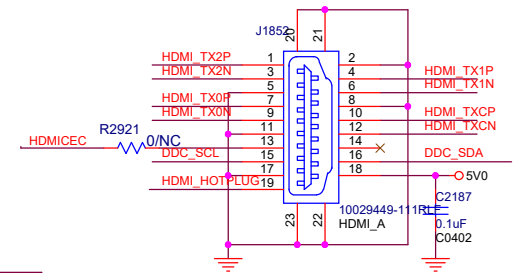 J1852
20 21
HDMI_TX2P 1 2
HDMI_TX2N 3 4 HDMI_TX1P
5 6 HDMI_TX1N
HDMI_TX0P 7 8
HDMI_TX0N 9 10 HDMI_TXCP
11 12 HDMI_TXCN
HDMICEC R2921 0/NC 13 14
DDC_SCL 15 16 DDC_SDA
17 18 5V0
HDMI_HOTPLUG 19
23 22
10029449-111RLF
HDMI_A
C2187
0.1uF
C0402